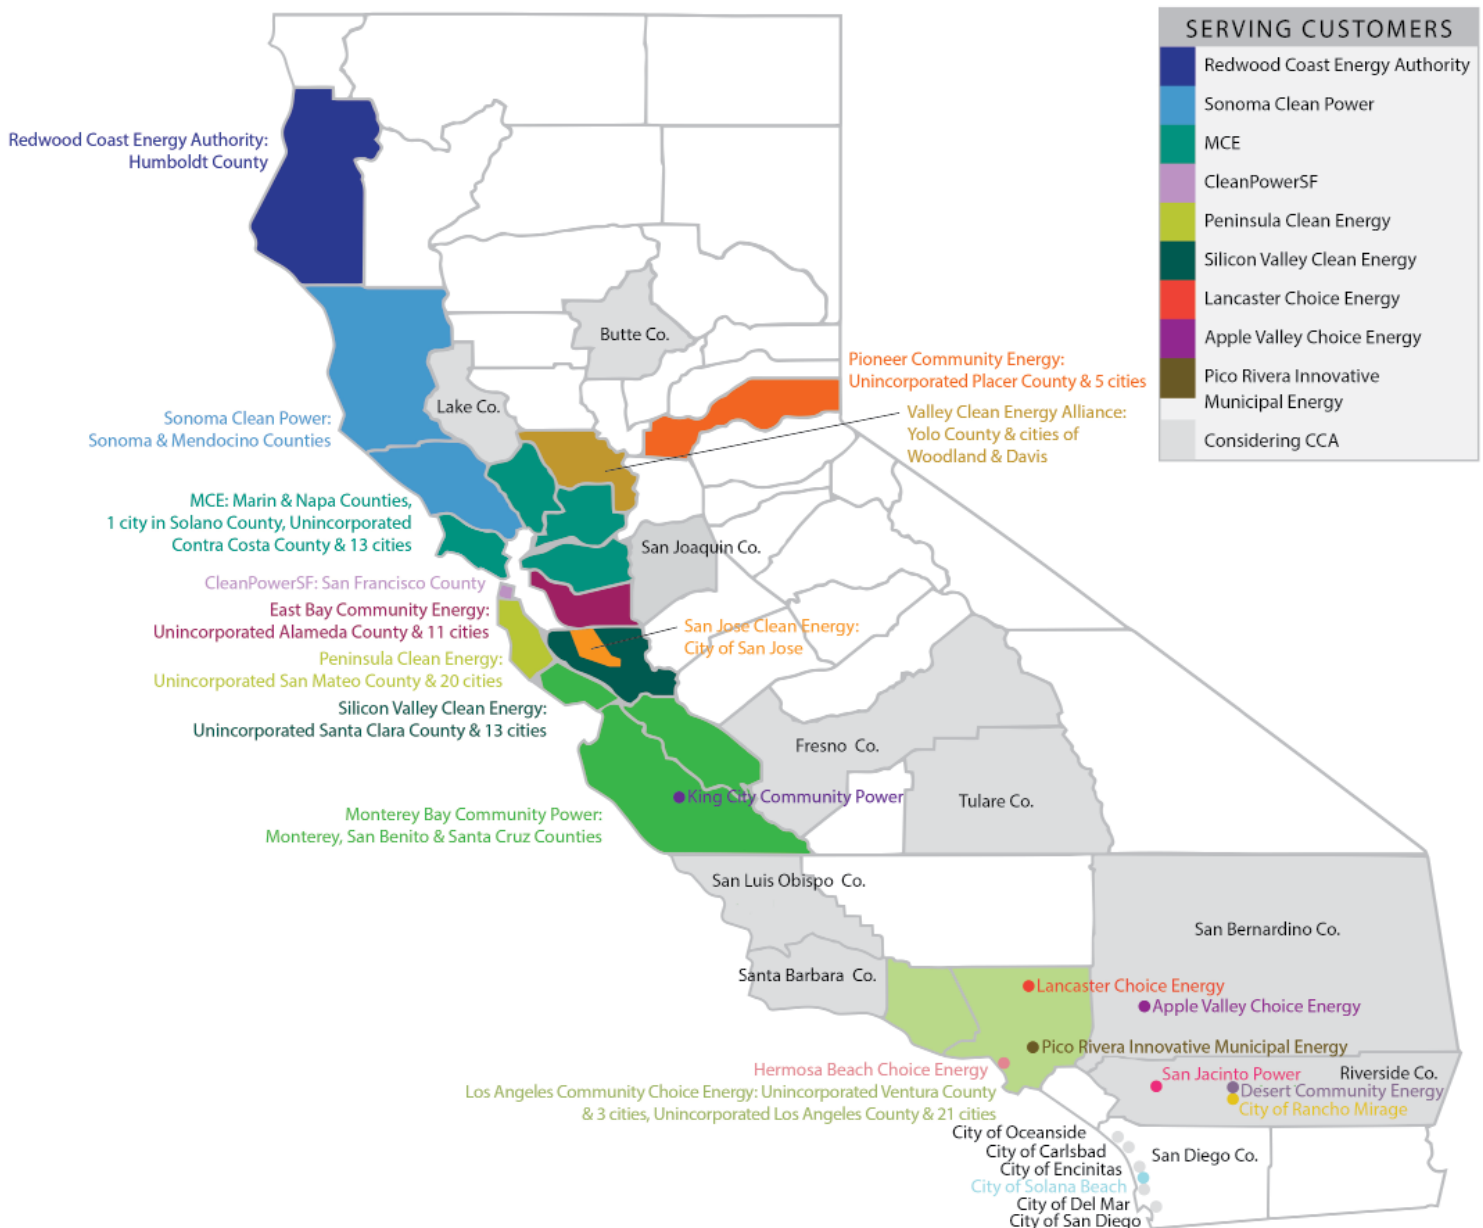 SERVING CUSTOMERS
Redwood Coast Energy Authority
Sonoma Clean Power
MCE
CleanPowerSF
Peninsula Clean Energy
Silicon Valley Clean Energy
Lancaster Choice Energy
Apple Valley Choice Energy
Pico Rivera Innovative
Municipal Energy
Considering CCA
Redwood Coast Energy Authority:
Humboldt County
Butte Co.
Pioneer Community Energy:
Unincorporated Placer County & 5 cities
Lake Co.
Valley Clean Energy Alliance:
Yolo County & cities of
Woodland & Davis
Sonoma Clean Power:
Sonoma & Mendocino Counties
MCE: Marin & Napa Counties,
1 city in Solano County, Unincorporated
Contra Costa County & 13 cities
San Joaquin Co.
CleanPowerSF: San Francisco County
East Bay Community Energy:
Unincorporated Alameda County & 11 cities
San Jose Clean Energy:
City of San Jose
Peninsula Clean Energy:
Unincorporated San Mateo County & 20 cities
Silicon Valley Clean Energy:
Unincorporated Santa Clara County & 13 cities
Fresno Co.
King City Community Power
Tulare Co.
Monterey Bay Community Power:
Monterey, San Benito & Santa Cruz Counties
San Luis Obispo Co.
San Bernardino Co.
Santa Barbara Co.
Lancaster Choice Energy
Apple Valley Choice Energy
Pico Rivera Innovative Municipal Energy
Hermosa Beach Choice Energy
San Jacinto Power
Riverside Co.
Desert Community Energy
City of Rancho Mirage
Los Angeles Community Choice Energy: Unincorporated Ventura County
& 3 cities, Unincorporated Los Angeles County & 21 cities
City of Oceanside
City of Carlsbad
City of Encinitas
San Diego Co.
City of Solana Beach
City of Del Mar
City of San Diego